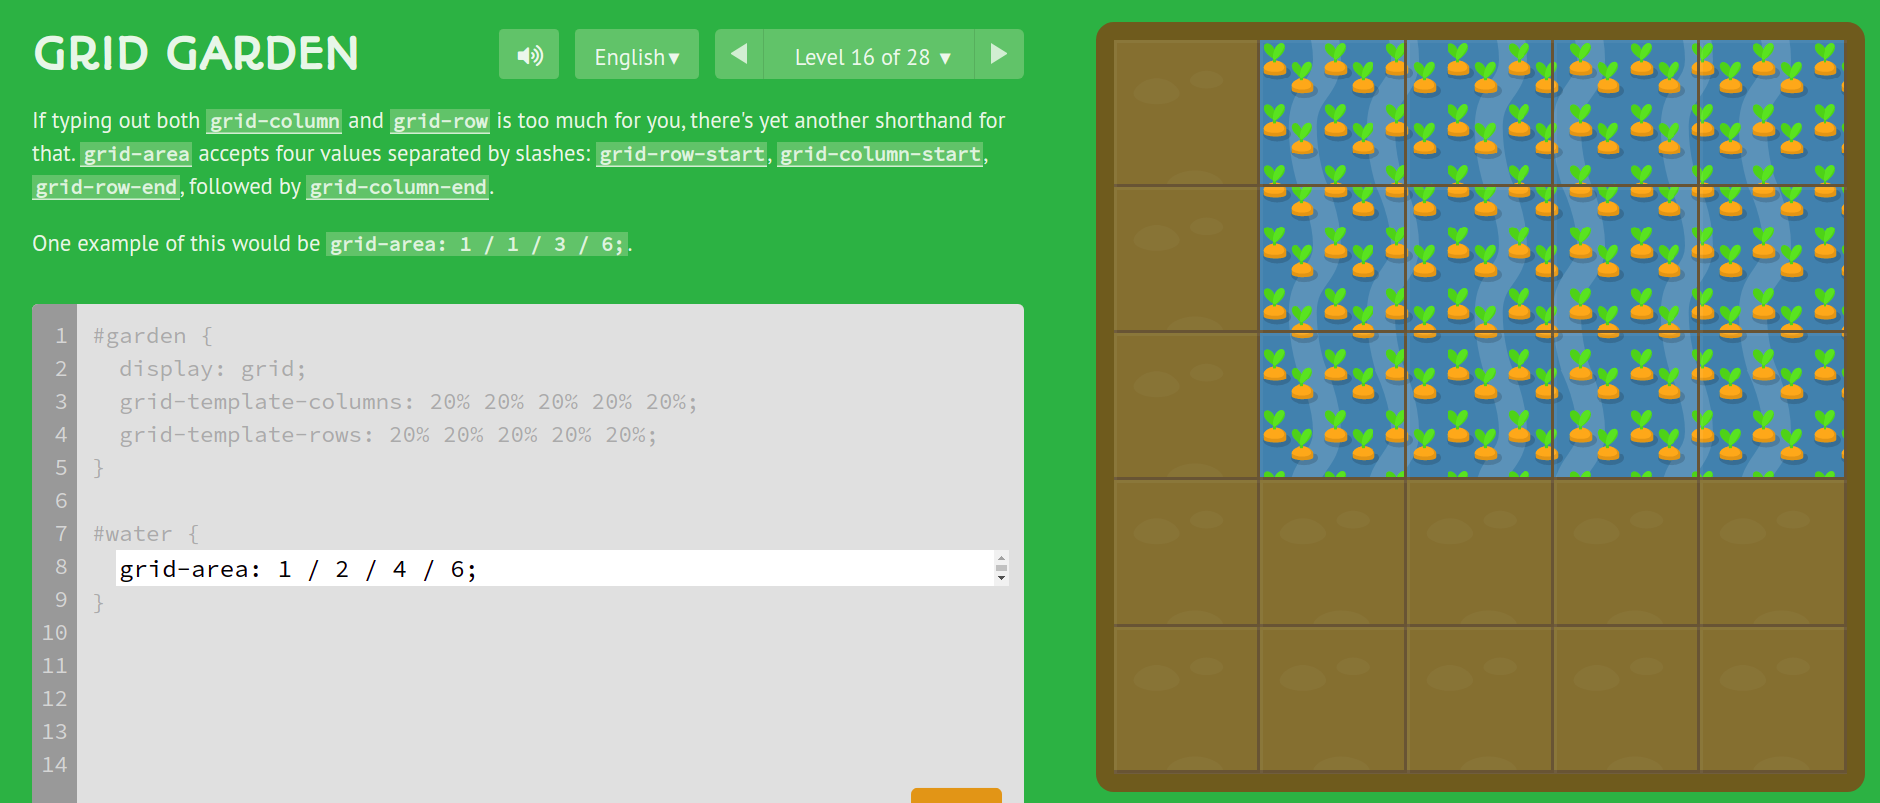 GRID GARDEN
English▼
Level 16 of 28 ▼
If typing out both grid-column and grid-row is too much for you, there's yet another shorthand for
that. grid-area accepts four values separated by slashes: grid-row-start, grid-column-start,
grid-row-end, followed by grid-column-end.
One example of this would be grid-area: 1 / 1 / 3 / 6;.
1 #garden {
2 display: grid;
3 grid-template-columns: 20% 20% 20% 20% 20%;
4 grid-template-rows: 20% 20% 20% 20% 20%;
5 }
6
7 #water {
8 grid-area: 1 / 2 / 4 / 6;
9 }
10
11
12
13
14